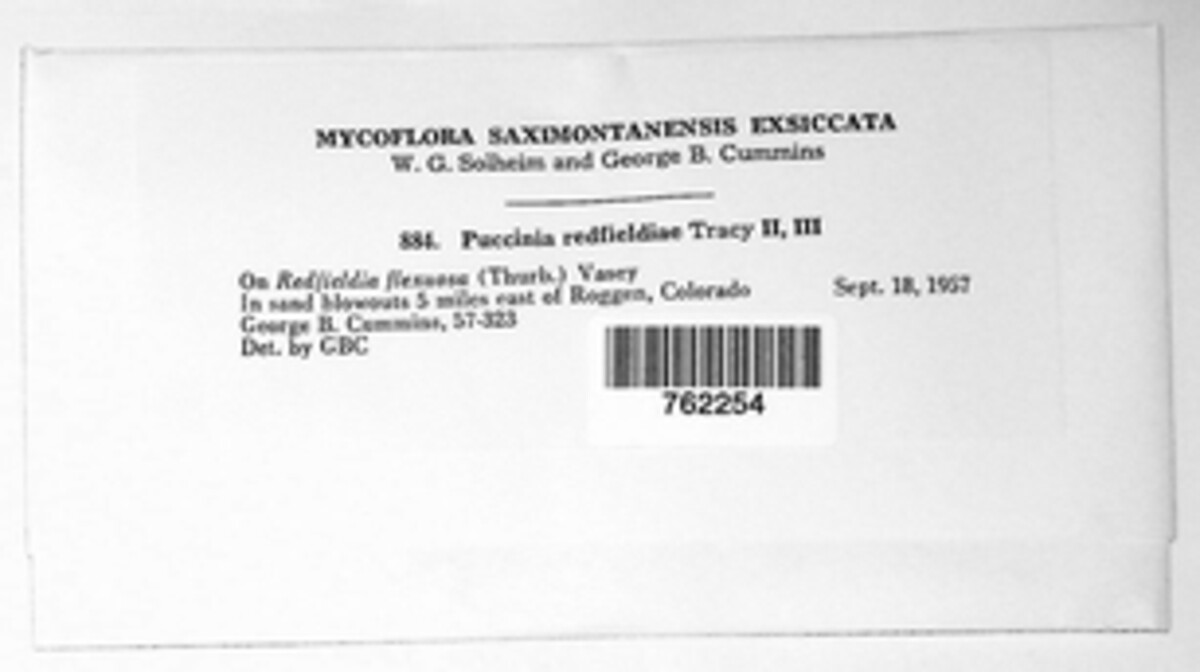 MYCOFLORA SAXIMONTANENSIS EXSICCATA
W. G. Solheim and George B. Cummins
884. Puccinia redfieldiae Tracy II, III
On Redfieldia flexuosa (Thurb.) Vasey
In sand blowouts 5 miles east of Roggen, Colorado Sept. 18, 1957
George B. Cummins, 57-323
Det. by GBC
762254